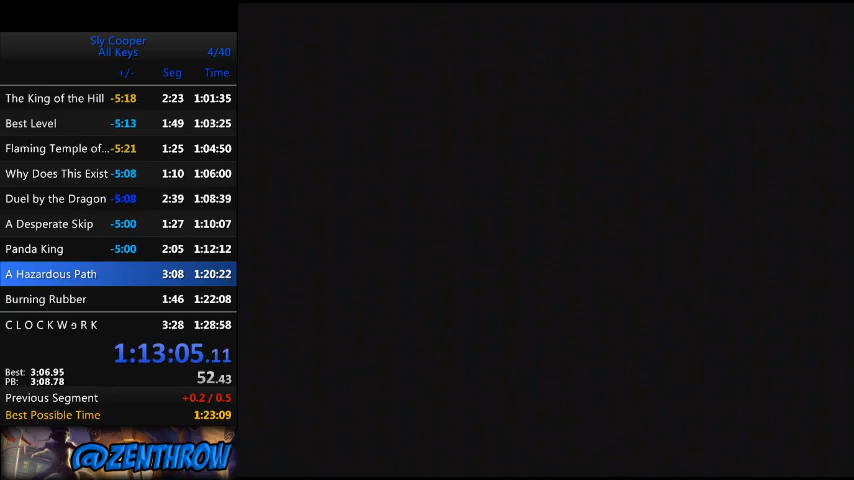 Sly Cooper
All Keys 4/40
+/- Seg Time
The King of the Hill -5:18 2:23 1:01:35
Best Level -5:13 1:49 1:03:25
Flaming Temple of... -5:21 1:25 1:04:50
Why Does This Exist -5:08 1:10 1:06:00
Duel by the Dragon -5:08 2:39 1:08:39
A Desperate Skip -5:00 1:27 1:10:07
Panda King -5:00 2:05 1:12:12
A Hazardous Path 3:08 1:20:22
Burning Rubber 1:46 1:22:08
C L O C K W ɘ R K 3:28 1:28:58
1:13:05.11
Best: 3:06.95
PB: 3:08.78
52.43
Previous Segment +0.2 / 0.5
Best Possible Time 1:23:09
@ZENTHROW